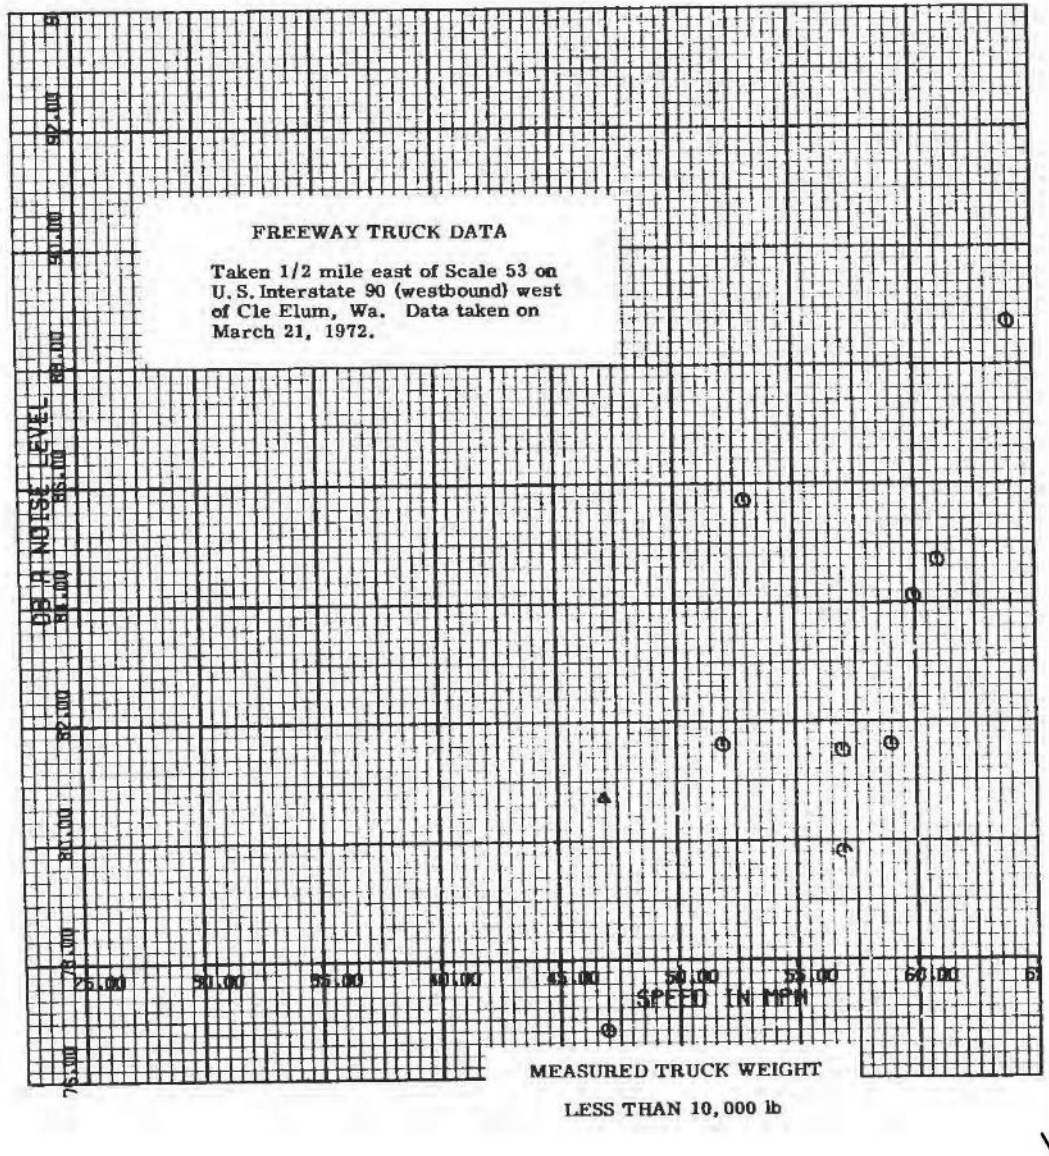 92.00
90.00
88.00
86.00
84.00
82.00
80.00
78.00
76.00
DB A NOISE LEVEL
FREEWAY TRUCK DATA
Taken 1/2 mile east of Scale 53 on
U.S. Interstate 90 (westbound) west
of Cle Elum, Wa. Data taken on
March 21, 1972.
25.00 30.00 35.00 40.00 45.00 50.00 55.00 60.00
SPEED IN MPH
MEASURED TRUCK WEIGHT
LESS THAN 10,000 lb